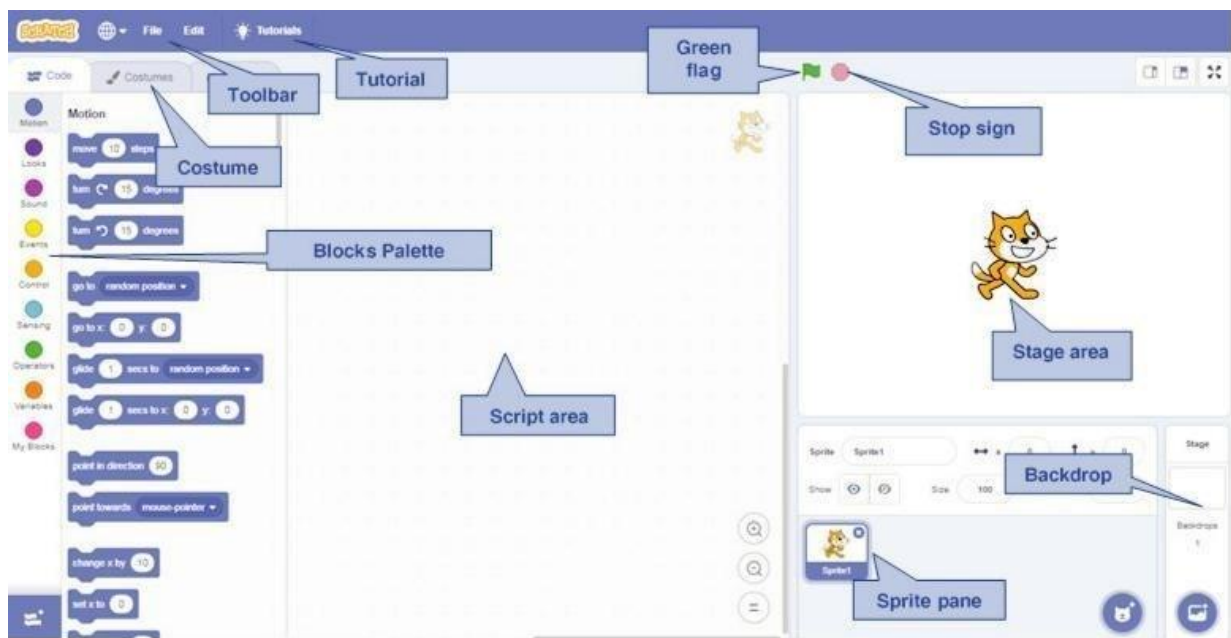 SCRATCH
File Edit Tutorials
Green
flag
Tutorial
Toolbar
Code Costumes
Stop sign
Motion
Costume
Motion
move 10 steps
Looks
turn 15 degrees
Sound
turn 15 degrees
Events
Blocks Palette
Control
go to random position
Sensing
go to x: 0 y: 0
Operators
glide 1 secs to random position
Variables
glide 1 secs to x: 0 y: 0
My Blocks
point in direction 90
point towards mouse-pointer
change x by 10
set x to 0
Script area
Stage area
Sprite Sprite1 x 0
Show Size 100
Backdrop
Stage
Backdrops
1
Sprite1
Sprite pane